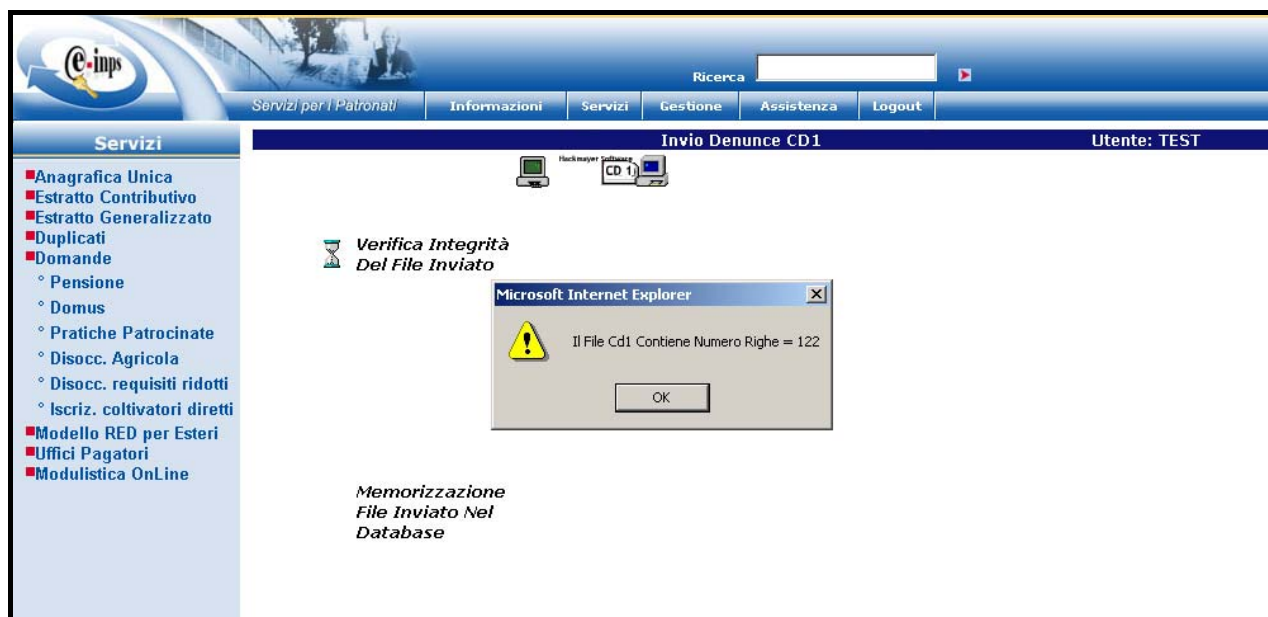 e-inps
Ricerca
Servizi per i Patronati
Informazioni
Servizi
Gestione
Assistenza
Logout
Servizi
Invio Denunce CD1
Utente: TEST
Hackmayer Software
CD 1
Anagrafica Unica
Estratto Contributivo
Estratto Generalizzato
Duplicati
Domande
° Pensione
° Domus
° Pratiche Patrocinate
° Disocc. Agricola
° Disocc. requisiti ridotti
° Iscriz. coltivatori diretti
Modello RED per Esteri
Uffici Pagatori
Modulistica OnLine
Verifica Integrità
Del File Inviato
Microsoft Internet Explorer
Il File Cd1 Contiene Numero Righe = 122
OK
Memorizzazione
File Inviato Nel
Database